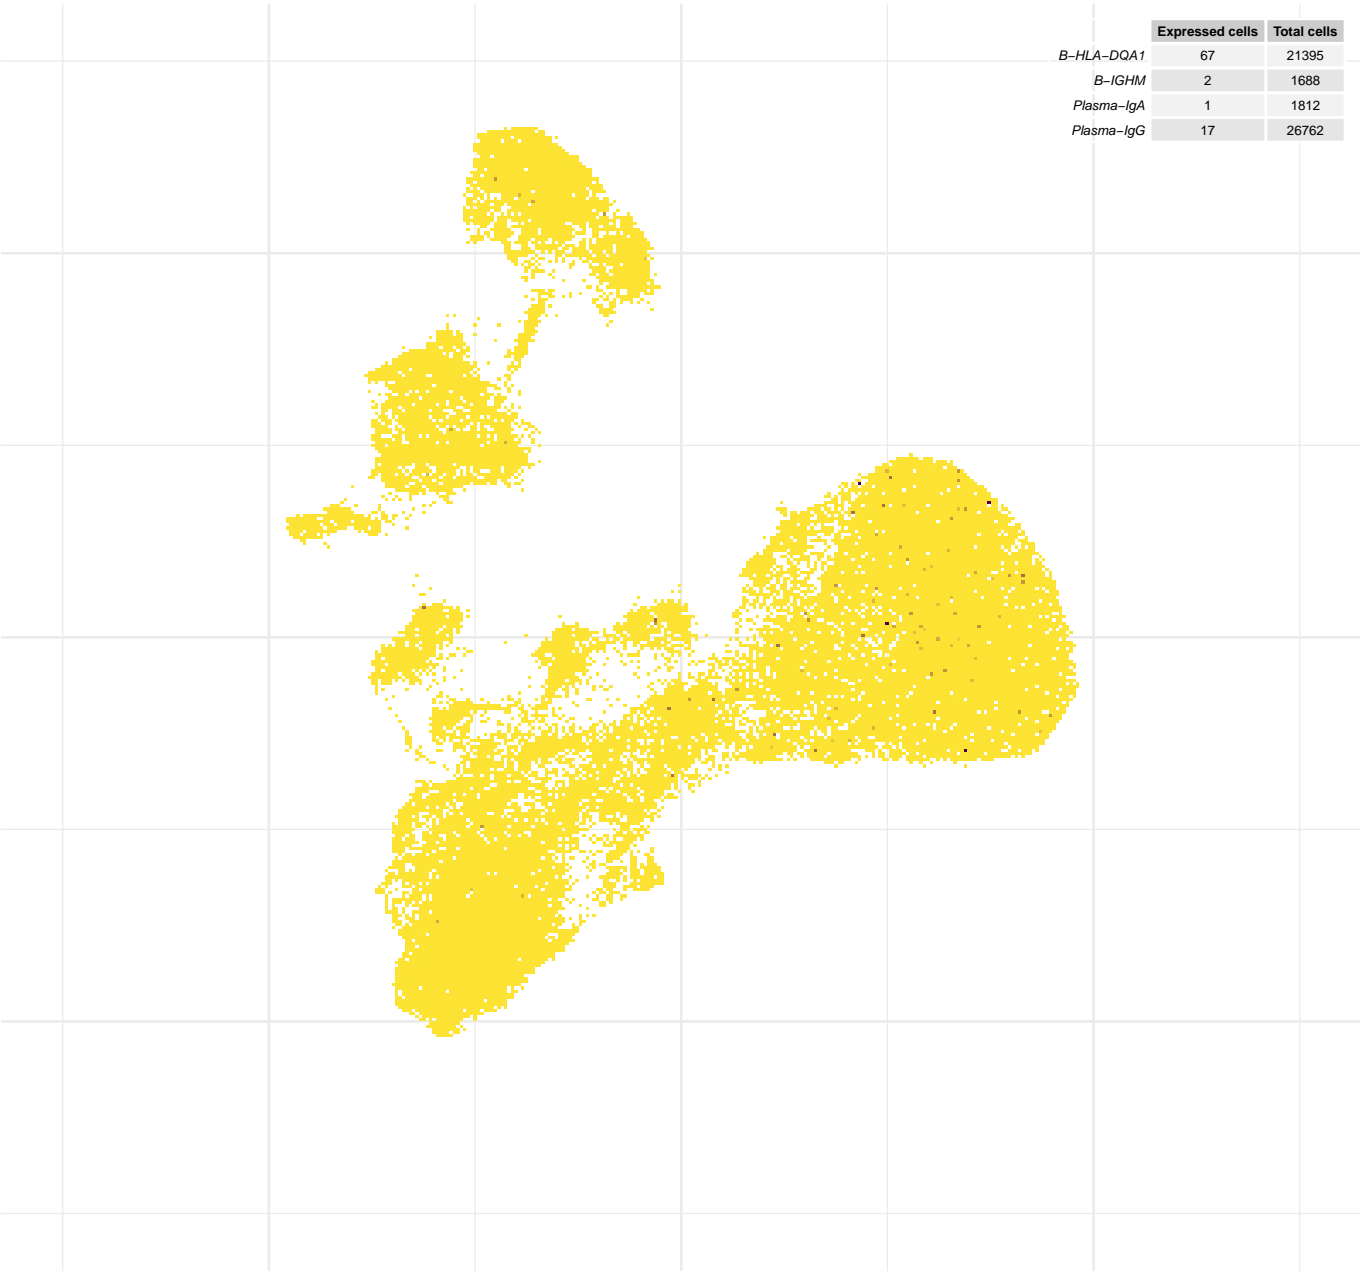 Expressed cells Total cells
B−HLA−DQA1 67 21395
B−IGHM 2 1688
Plasma−IgA 1 1812
Plasma−IgG 17 26762